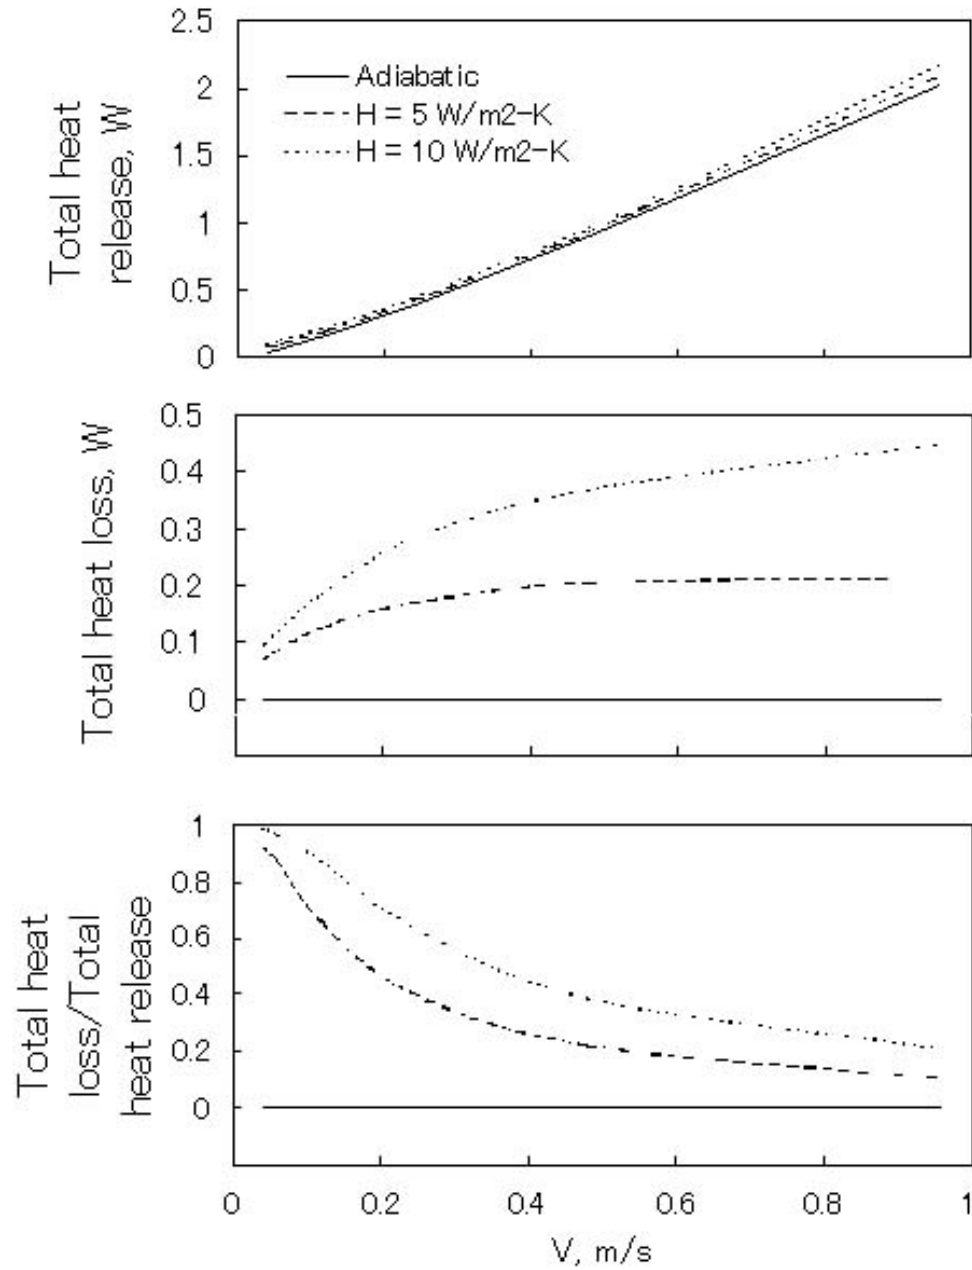 2.5
2
1.5
1
0.5
0
Total heat
release, W
Adiabatic
H = 5 W/m2-K
H = 10 W/m2-K
0.5
0.4
0.3
0.2
0.1
0
Total heat loss, W
1
0.8
0.6
0.4
0.2
0
Total heat
loss/Total
heat release
0 0.2 0.4 0.6 0.8 1
V, m/s